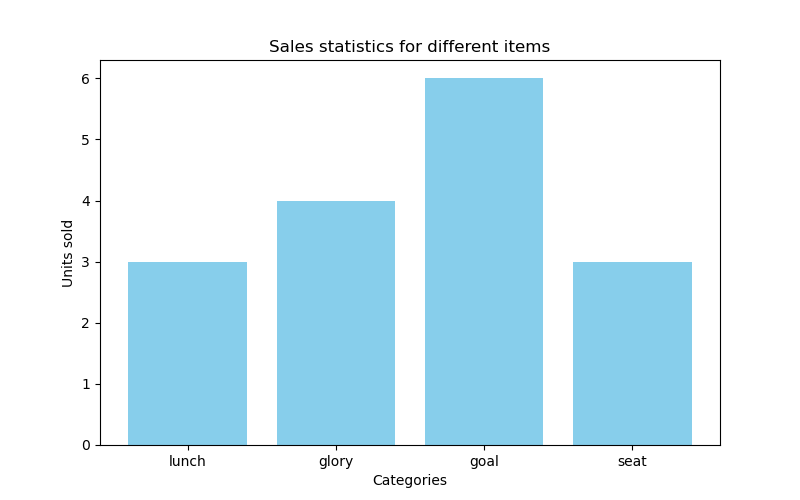 Sales statistics for different items
Units sold
6
5
4
3
2
1
0
lunch glory goal seat
Categories